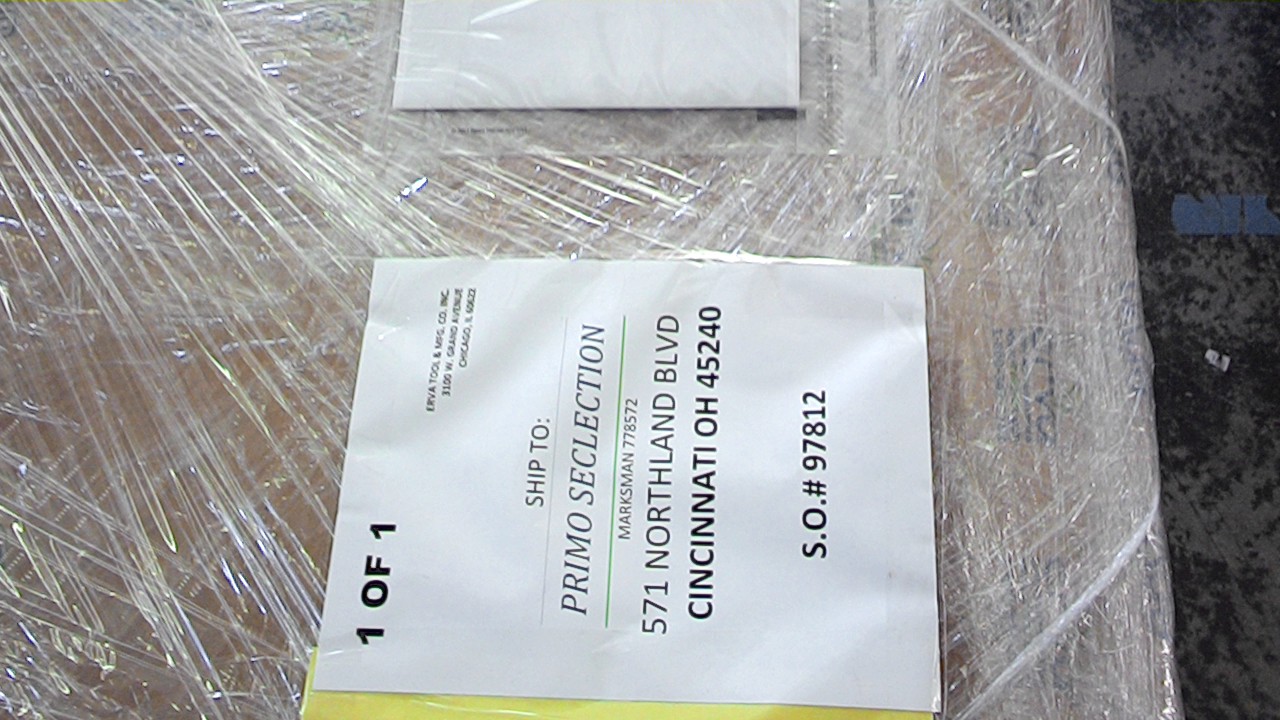 1 OF 1
ERVA TOOL & MFG. CO. INC.
3100 W. GRAND AVENUE
CHICAGO, IL 60622
SHIP TO:
PRIMO SECLECTION
MARKSMAN 778572
571 NORTHLAND BLVD
CINCINNATI OH 45240
S.O.# 97812